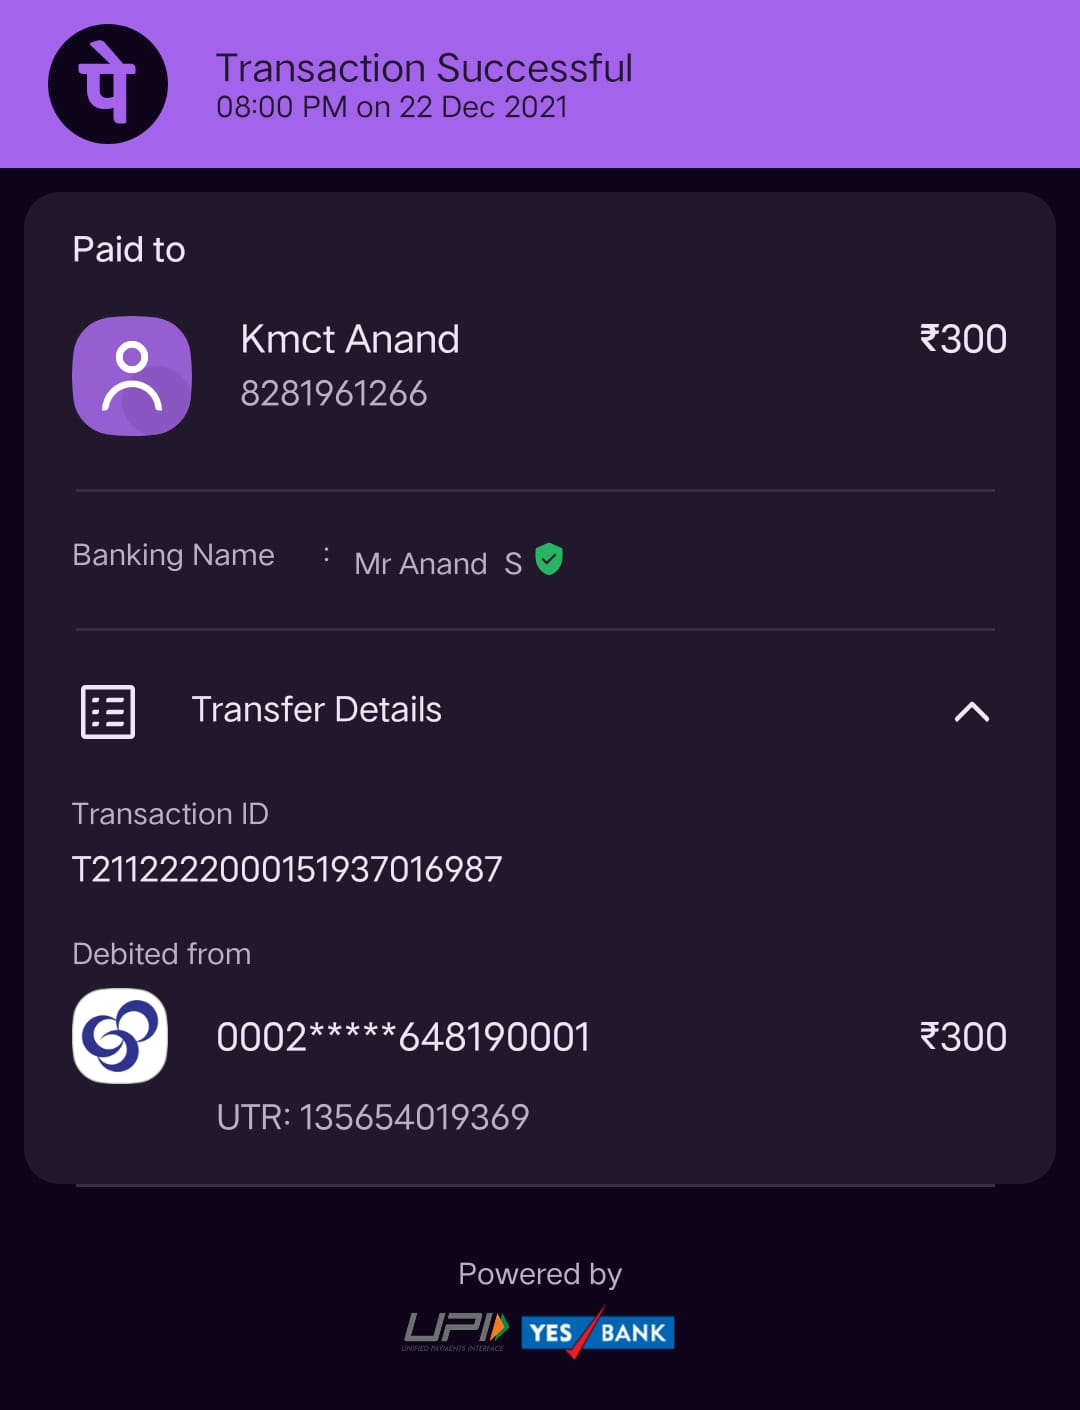 पे
Transaction Successful
08:00 PM on 22 Dec 2021
Paid to
Kmct Anand ₹300
8281961266
Banking Name : Mr Anand S
Transfer Details
Transaction ID
T2112222000151937016987
Debited from
0002*****648190001 ₹300
UTR: 135654019369
Powered by
UPI YES BANK
UNIFIED PAYMENTS INTERFACE